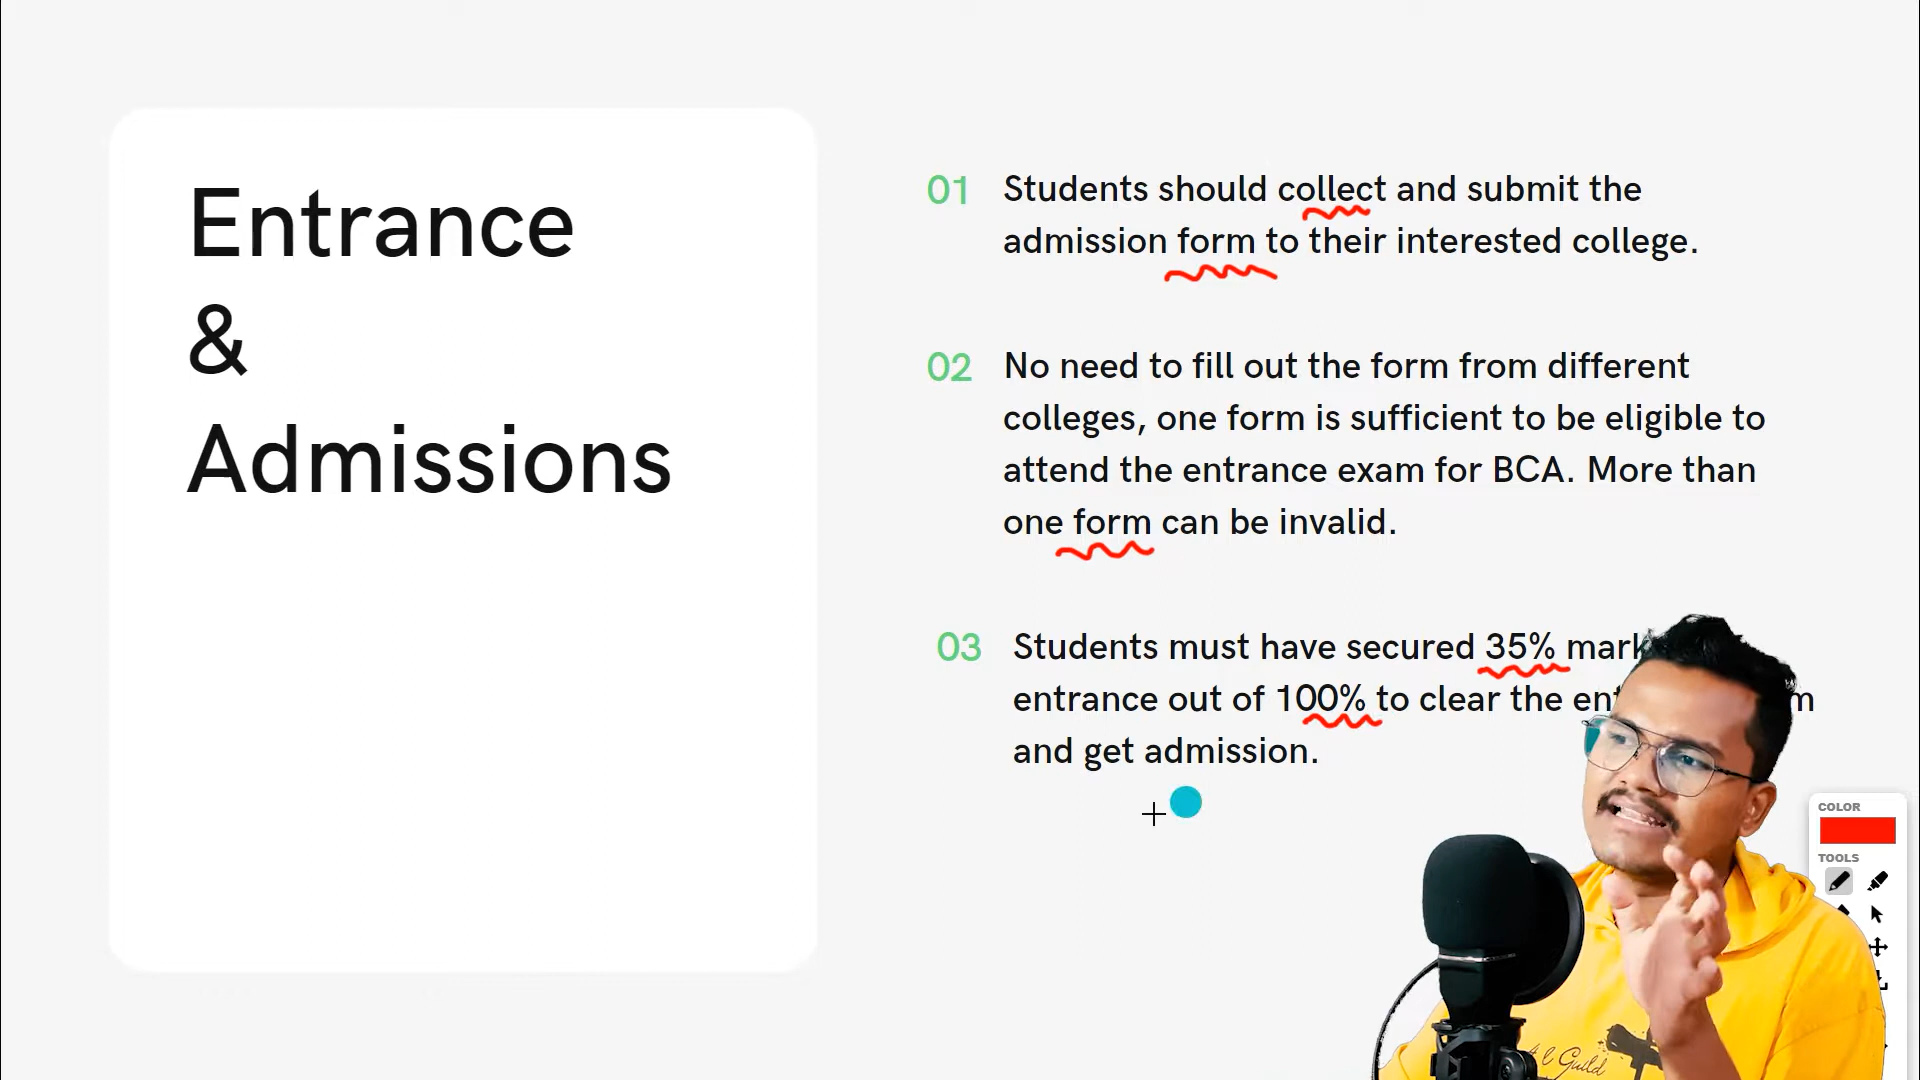 Entrance
&
Admissions
01 Students should collect and submit the
admission form to their interested college.
02 No need to fill out the form from different
colleges, one form is sufficient to be eligible to
attend the entrance exam for BCA. More than
one form can be invalid.
03 Students must have secured 35%
entrance out of 100% to clear the
and get admission.
COLOR
TOOLS
Guild